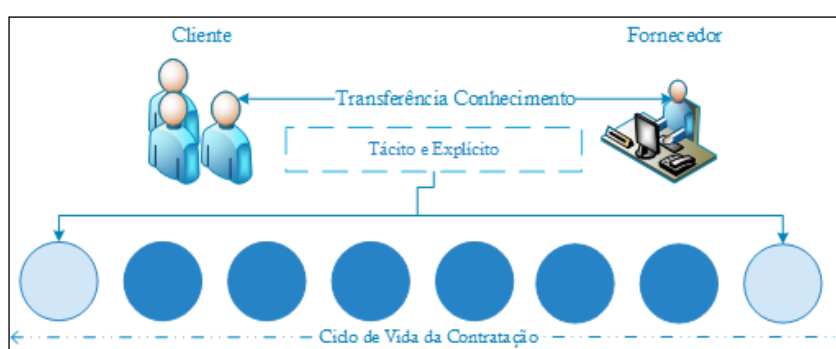 Cliente
Fornecedor
Transferência Conhecimento
Tácito e Explícito
Ciclo de Vida da Contratação